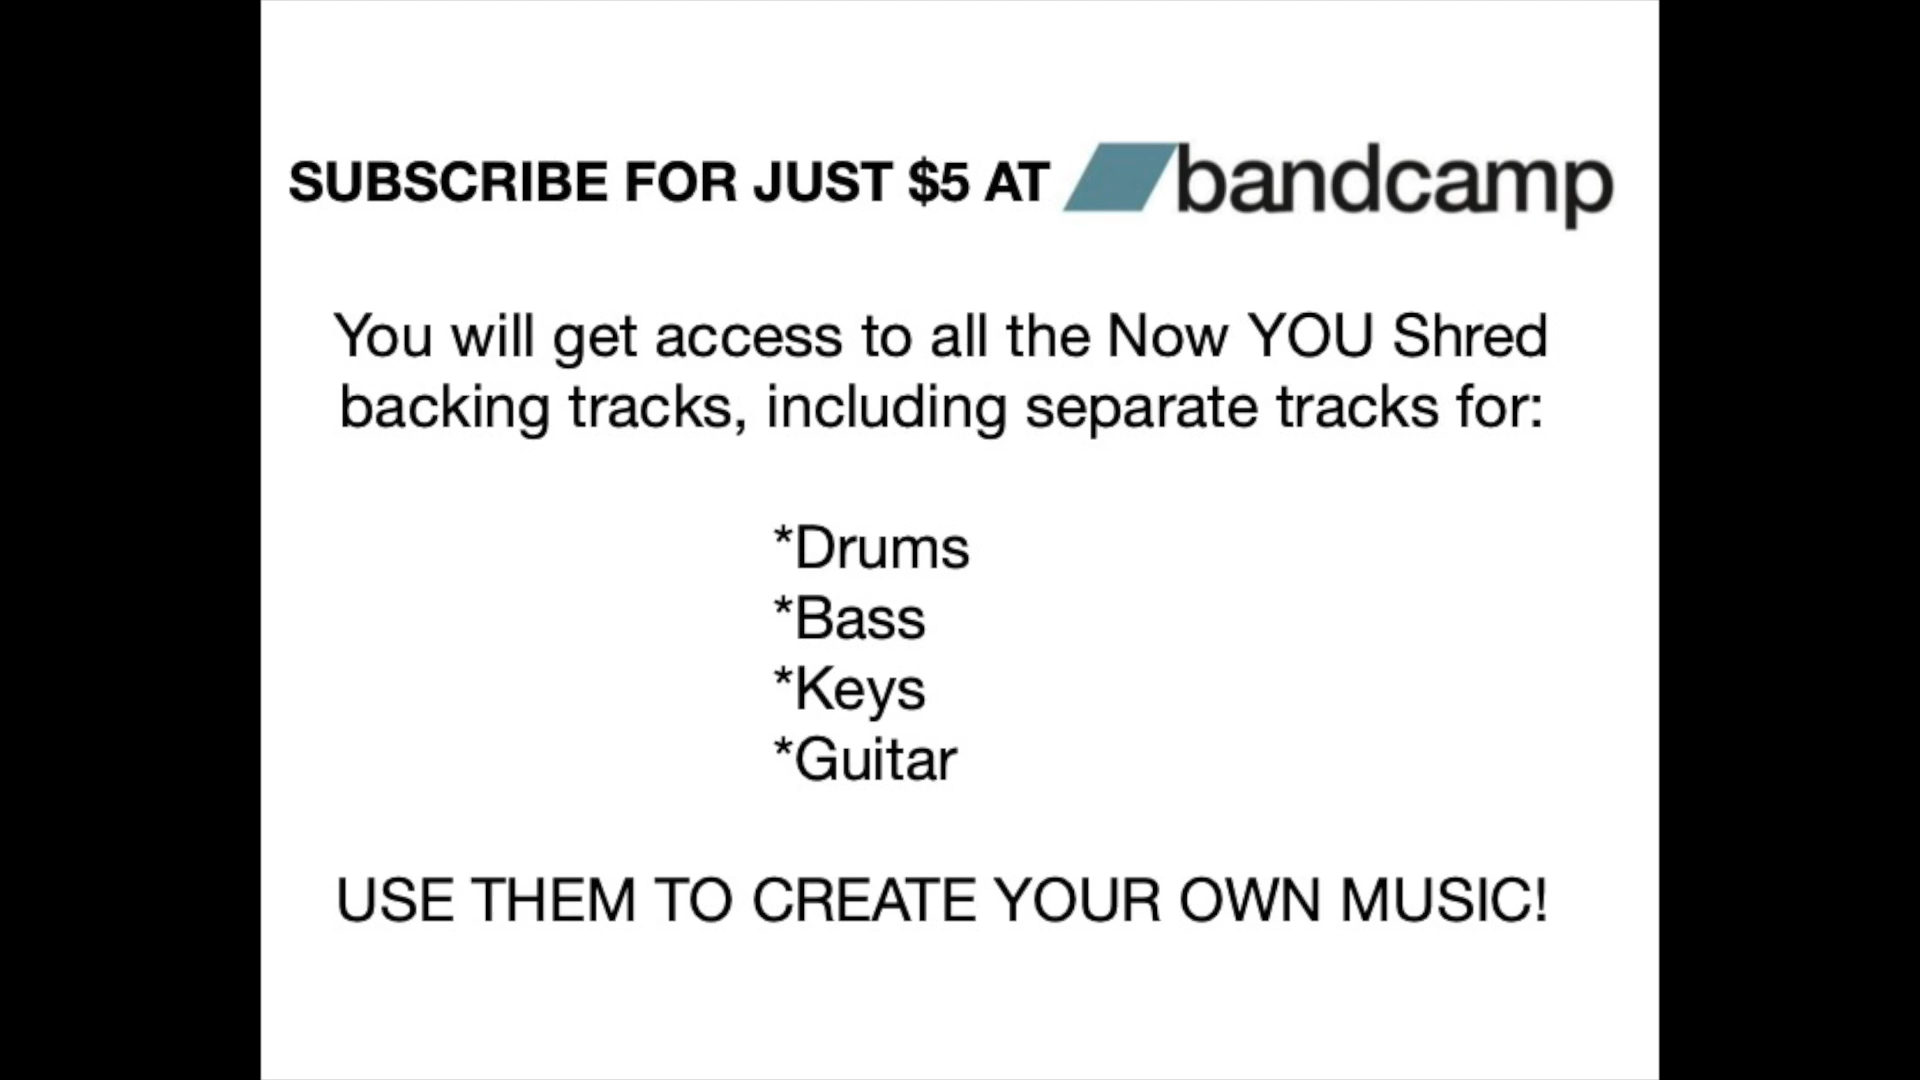 SUBSCRIBE FOR JUST $5 AT bandcamp
You will get access to all the Now YOU Shred
backing tracks, including separate tracks for:
*Drums
*Bass
*Keys
*Guitar
USE THEM TO CREATE YOUR OWN MUSIC!